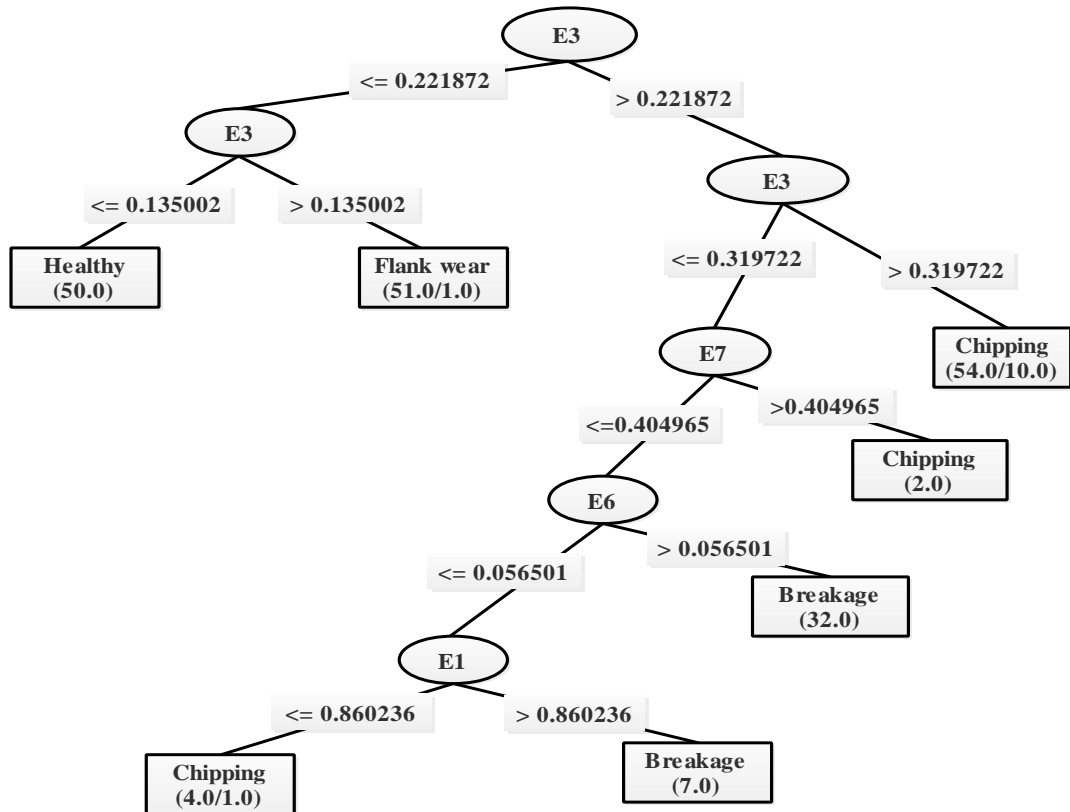 E3
<= 0.221872
> 0.221872
E3
E3
<= 0.135002
> 0.135002
<= 0.319722
> 0.319722
Healthy
(50.0)
Flank wear
(51.0/1.0)
E7
Chipping
(54.0/10.0)
<=0.404965
>0.404965
Chipping
(2.0)
E6
<= 0.056501
> 0.056501
Breakage
(32.0)
E1
<= 0.860236
> 0.860236
Chipping
(4.0/1.0)
Breakage
(7.0)